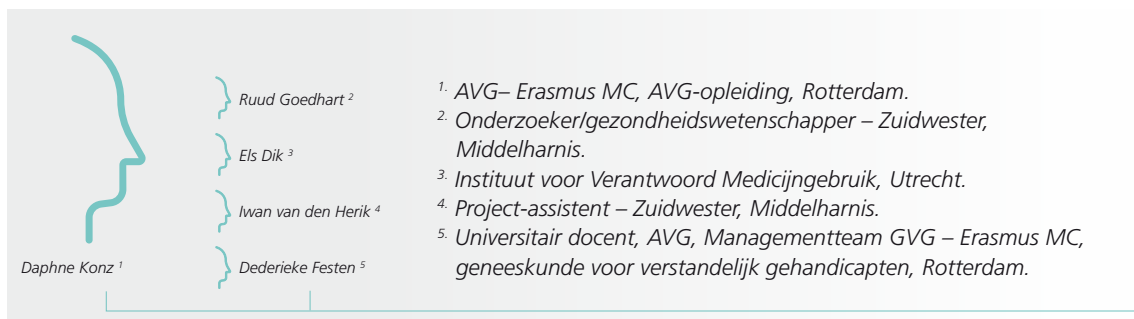 Daphne Konz 1
Ruud Goedhart 2
Els Dik 3
Iwan van den Herik 4
Dederieke Festen 5
1. AVG– Erasmus MC, AVG-opleiding, Rotterdam.
2. Onderzoeker/gezondheidswetenschapper – Zuidwester,
Middelharnis.
3. Instituut voor Verantwoord Medicijngebruik, Utrecht.
4. Project-assistent – Zuidwester, Middelharnis.
5. Universitair docent, AVG, Managementteam GVG – Erasmus MC,
geneeskunde voor verstandelijk gehandicapten, Rotterdam.